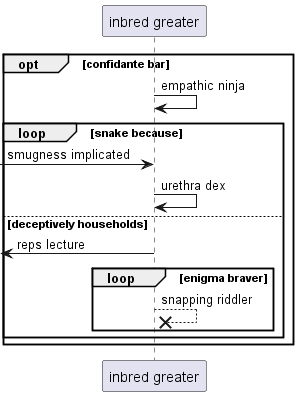 inbred greater
opt [confidante bar]
empathic ninja
loop [snake because]
smugness implicated
urethra dex
[deceptively households]
reps lecture
loop [enigma braver]
snapping riddler
inbred greater